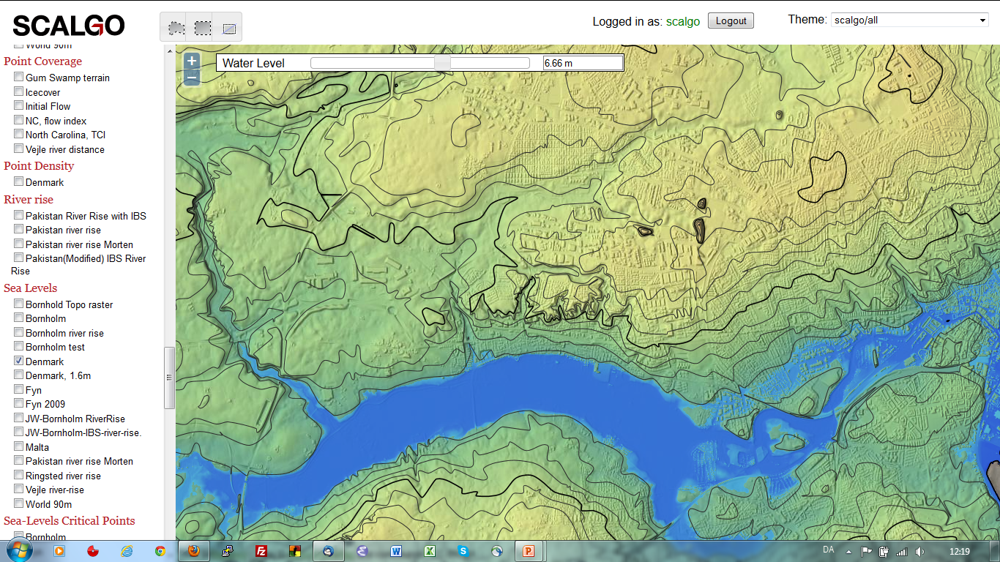 SCALGO
Logged in as: scalgo
Logout
Theme: scalgo/all
World 90m
Point Coverage
Gum Swamp terrain
Icecover
Initial Flow
NC, flow index
North Carolina, TCI
Vejle river distance
Point Density
Denmark
River rise
Pakistan River Rise with IBS
Pakistan river rise
Pakistan river rise Morten
Pakistan(Modified) IBS River
Rise
Sea Levels
Bornhold Topo raster
Bornholm
Bornholm river rise
Bornholm test
Denmark
Denmark, 1.6m
Fyn
Fyn 2009
JW-Bornholm RiverRise
JW-Bornholm-IBS-river-rise.
Malta
Pakistan river rise Morten
Ringsted river rise
Vejle river-rise
World 90m
Sea-Levels Critical Points
Bornholm
+
−
Water Level
6.66 m
DA
12:19